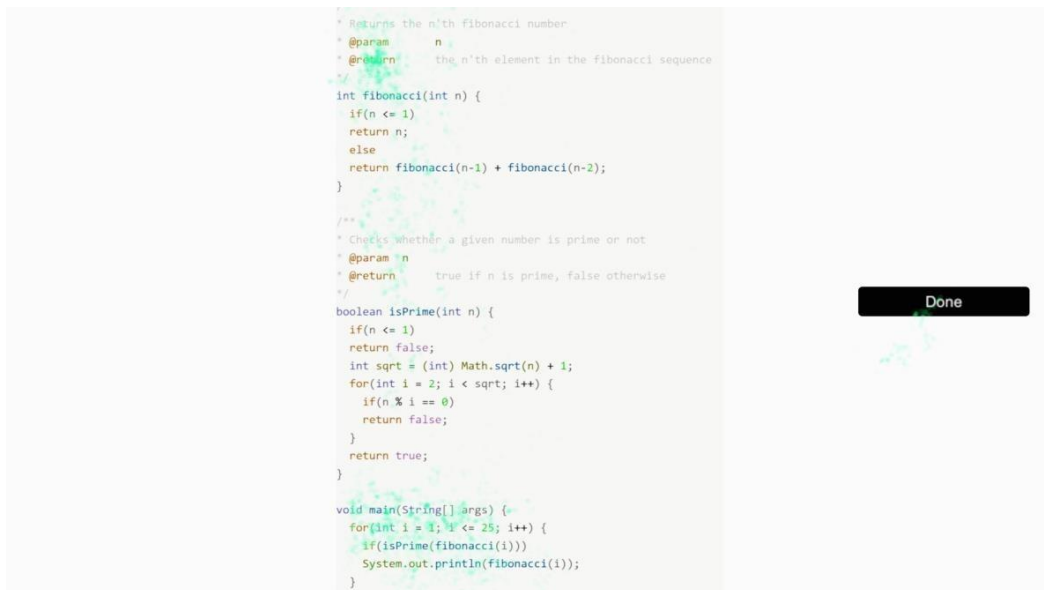 * Returns the n'th fibonacci number
* @param n
* @return the n'th element in the fibonacci sequence
*/
int fibonacci(int n) {
if(n <= 1)
return n;
else
return fibonacci(n-1) + fibonacci(n-2);
}
/**
* Checks whether a given number is prime or not
* @param n
* @return true if n is prime, false otherwise
*/
boolean isPrime(int n) {
if(n <= 1)
return false;
int sqrt = (int) Math.sqrt(n) + 1;
for(int i = 2; i < sqrt; i++) {
if(n % i == 0)
return false;
}
return true;
}
void main(String[] args) {
for(int i = 1; i <= 25; i++) {
if(isPrime(fibonacci(i)))
System.out.println(fibonacci(i));
}
Done